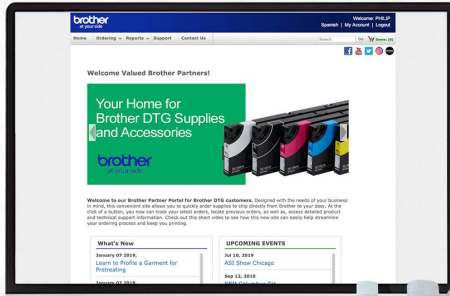 brother
at your side
Welcome: PHILIP
Spanish | My Account | Logout
Home Ordering Reports Support Contact Us
Search Go Items (0)
Welcome Valued Brother Partners!
Your Home for
Brother DTG Supplies
and Accessories
brother
at your side
Welcome to our Brother Partner Portal for Brother DTG customers. Designed with the needs of your business
in mind, this convenient site allows you to quickly order supplies to ship directly from Brother to your door. At the
click of a button, you now can track your latest orders, locate previous orders, as well as, access detailed product
and technical support information. Check out this short video to see how this new site can easily help streamline
your ordering process and keep you printing.
What's New
January 07 2019,
Learn to Profile a Garment for
Pretreating
January 07 2019,
UPCOMING EVENTS
Jul 10, 2019
ASI Show Chicago
Sep 12, 2019